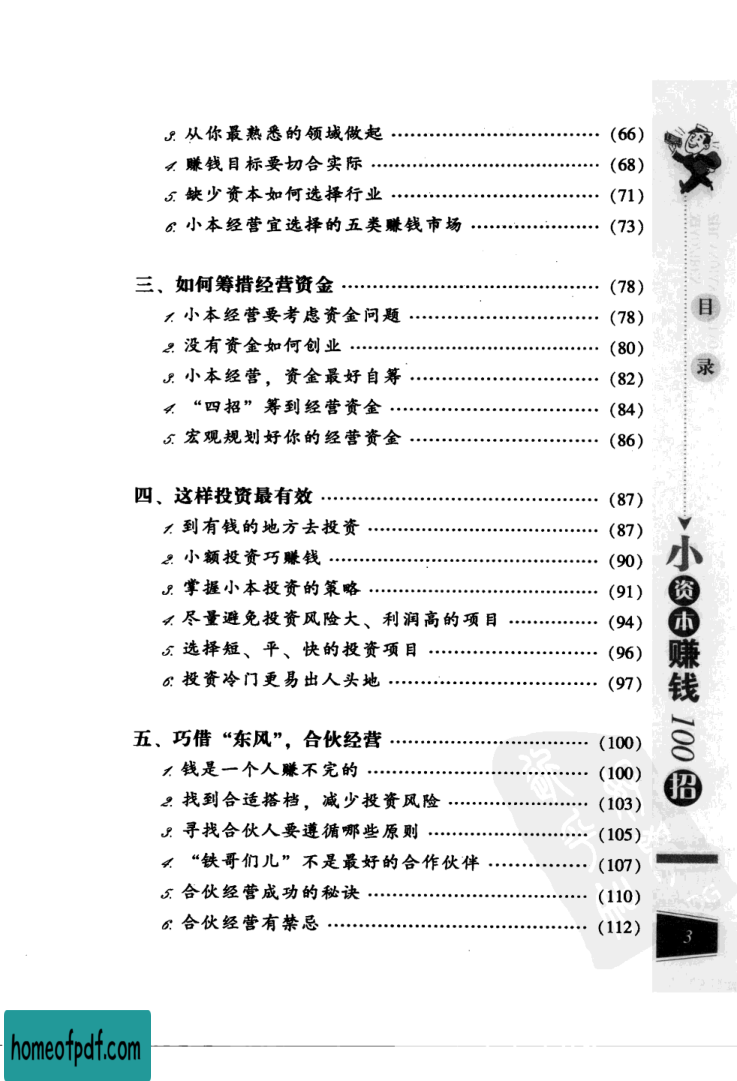 3. 从你最熟悉的领域做起 ································ (66)
4. 赚钱目标要切合实际 ································ (68)
5. 缺少资本如何选择行业 ································ (71)
6. 小本经营宜选择的五类赚钱市场 ···················· (73)
三、如何筹措经营资金 ········································ (78)
1. 小本经营要考虑资金问题 ······························ (78)
2. 没有资金如何创业 ······································ (80)
3. 小本经营，资金最好自筹 ······························ (82)
4. “四招”筹到经营资金 ································ (84)
5. 宏观规划好你的经营资金 ······························ (86)
四、这样投资最有效 ·········································· (87)
1. 到有钱的地方去投资 ···································· (87)
2. 小额投资巧赚钱 ········································ (90)
3. 掌握小本投资的策略 ···································· (91)
4. 尽量避免投资风险大、利润高的项目 ·············· (94)
5. 选择短、平、快的投资项目 ·························· (96)
6. 投资冷门更易出人头地 ································ (97)
五、巧借“东风”，合伙经营 ······························ (100)
1. 钱是一个人赚不完的 ·································· (100)
2. 找到合适搭档，减少投资风险 ······················ (103)
3. 寻找合伙人要遵循哪些原则 ························ (105)
4. “铁哥们儿”不是最好的合作伙伴 ················ (107)
5. 合伙经营成功的秘诀 ·································· (110)
6. 合伙经营有禁忌 ········································ (112)
目录
小资本赚钱100招
3
homeofpdf.com